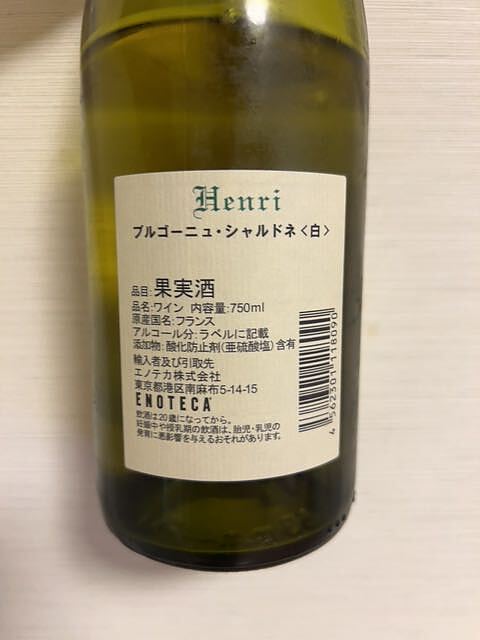 Henri
ブルゴーニュ・シャルドネ<白>
品目:果実酒
品名:ワイン 内容量:750ml
原産国名:フランス
アルコール分:ラベルに記載
添加物:酸化防止剤(亜硫酸塩)含有
輸入者及び引取先
エノテカ株式会社
東京都港区南麻布5-14-15
ENOTECA
飲酒は20歳になってから。
妊娠中や授乳期の飲酒は、胎児・乳児の
発育に悪影響を与えるおそれがあります。
4 562301 118090